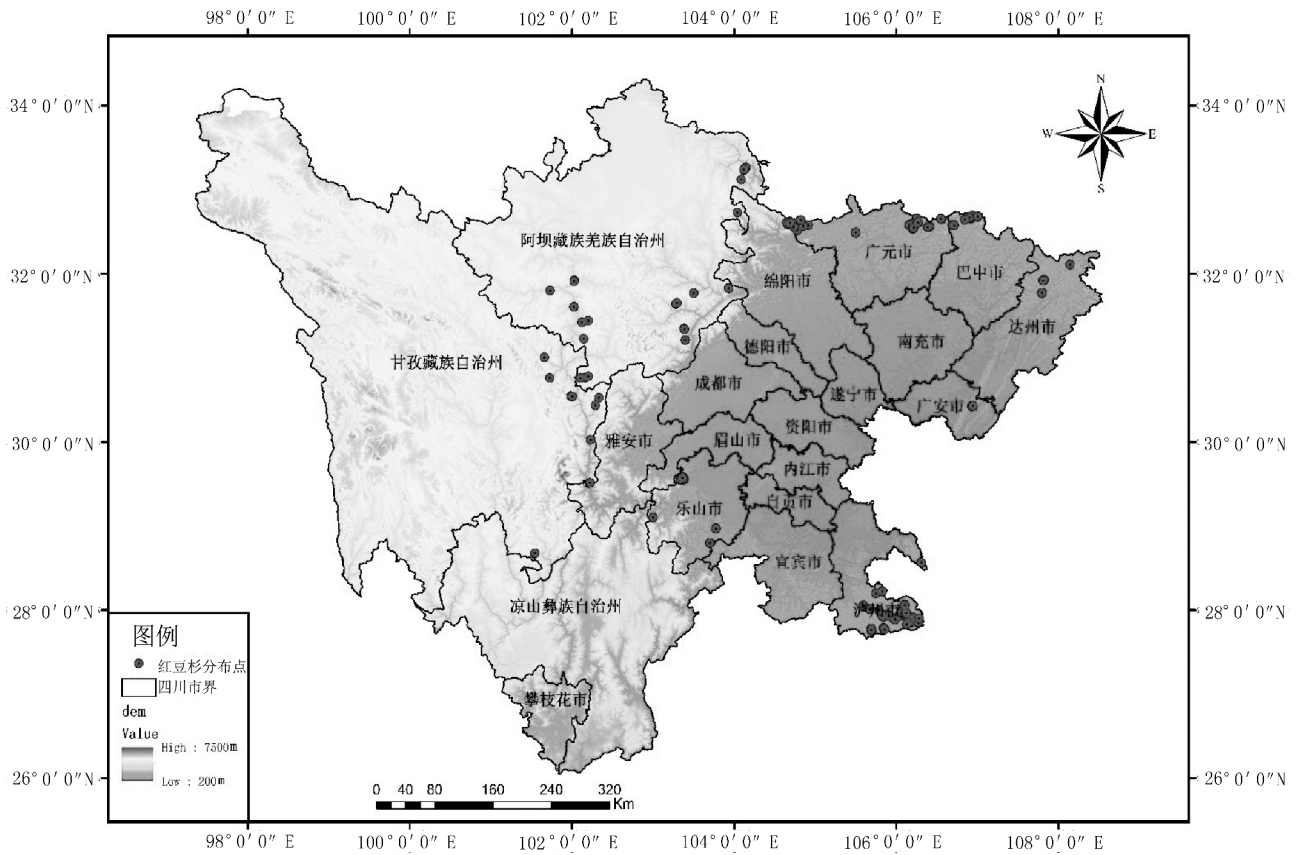 98° 0′ 0″ E
100° 0′ 0″ E
102° 0′ 0″ E
104° 0′ 0″ E
106° 0′ 0″ E
108° 0′ 0″ E
34° 0′ 0″N
34° 0′ 0″N
N
W
E
S
阿坝藏族羌族自治州
广元市
巴中市
32° 0′ 0″N
32° 0′ 0″N
绵阳市
达州市
南充市
德阳市
甘孜藏族自治州
成都市
遂宁市
广安市
资阳市
30° 0′ 0″N
30° 0′ 0″N
雅安市
眉山市
内江市
自贡市
乐山市
宜宾市
28° 0′ 0″N
28° 0′ 0″N
凉山彝族自治州
泸州市
图例
红豆杉分布点
四川市界
dem
Value
High : 7500m
Low : 200m
攀枝花市
26° 0′ 0″N
26° 0′ 0″N
0 40 80 160 240 320
Km
98° 0′ 0″ E
100° 0′ 0″ E
102° 0′ 0″ E
104° 0′ 0″ E
106° 0′ 0″ E
108° 0′ 0″ E